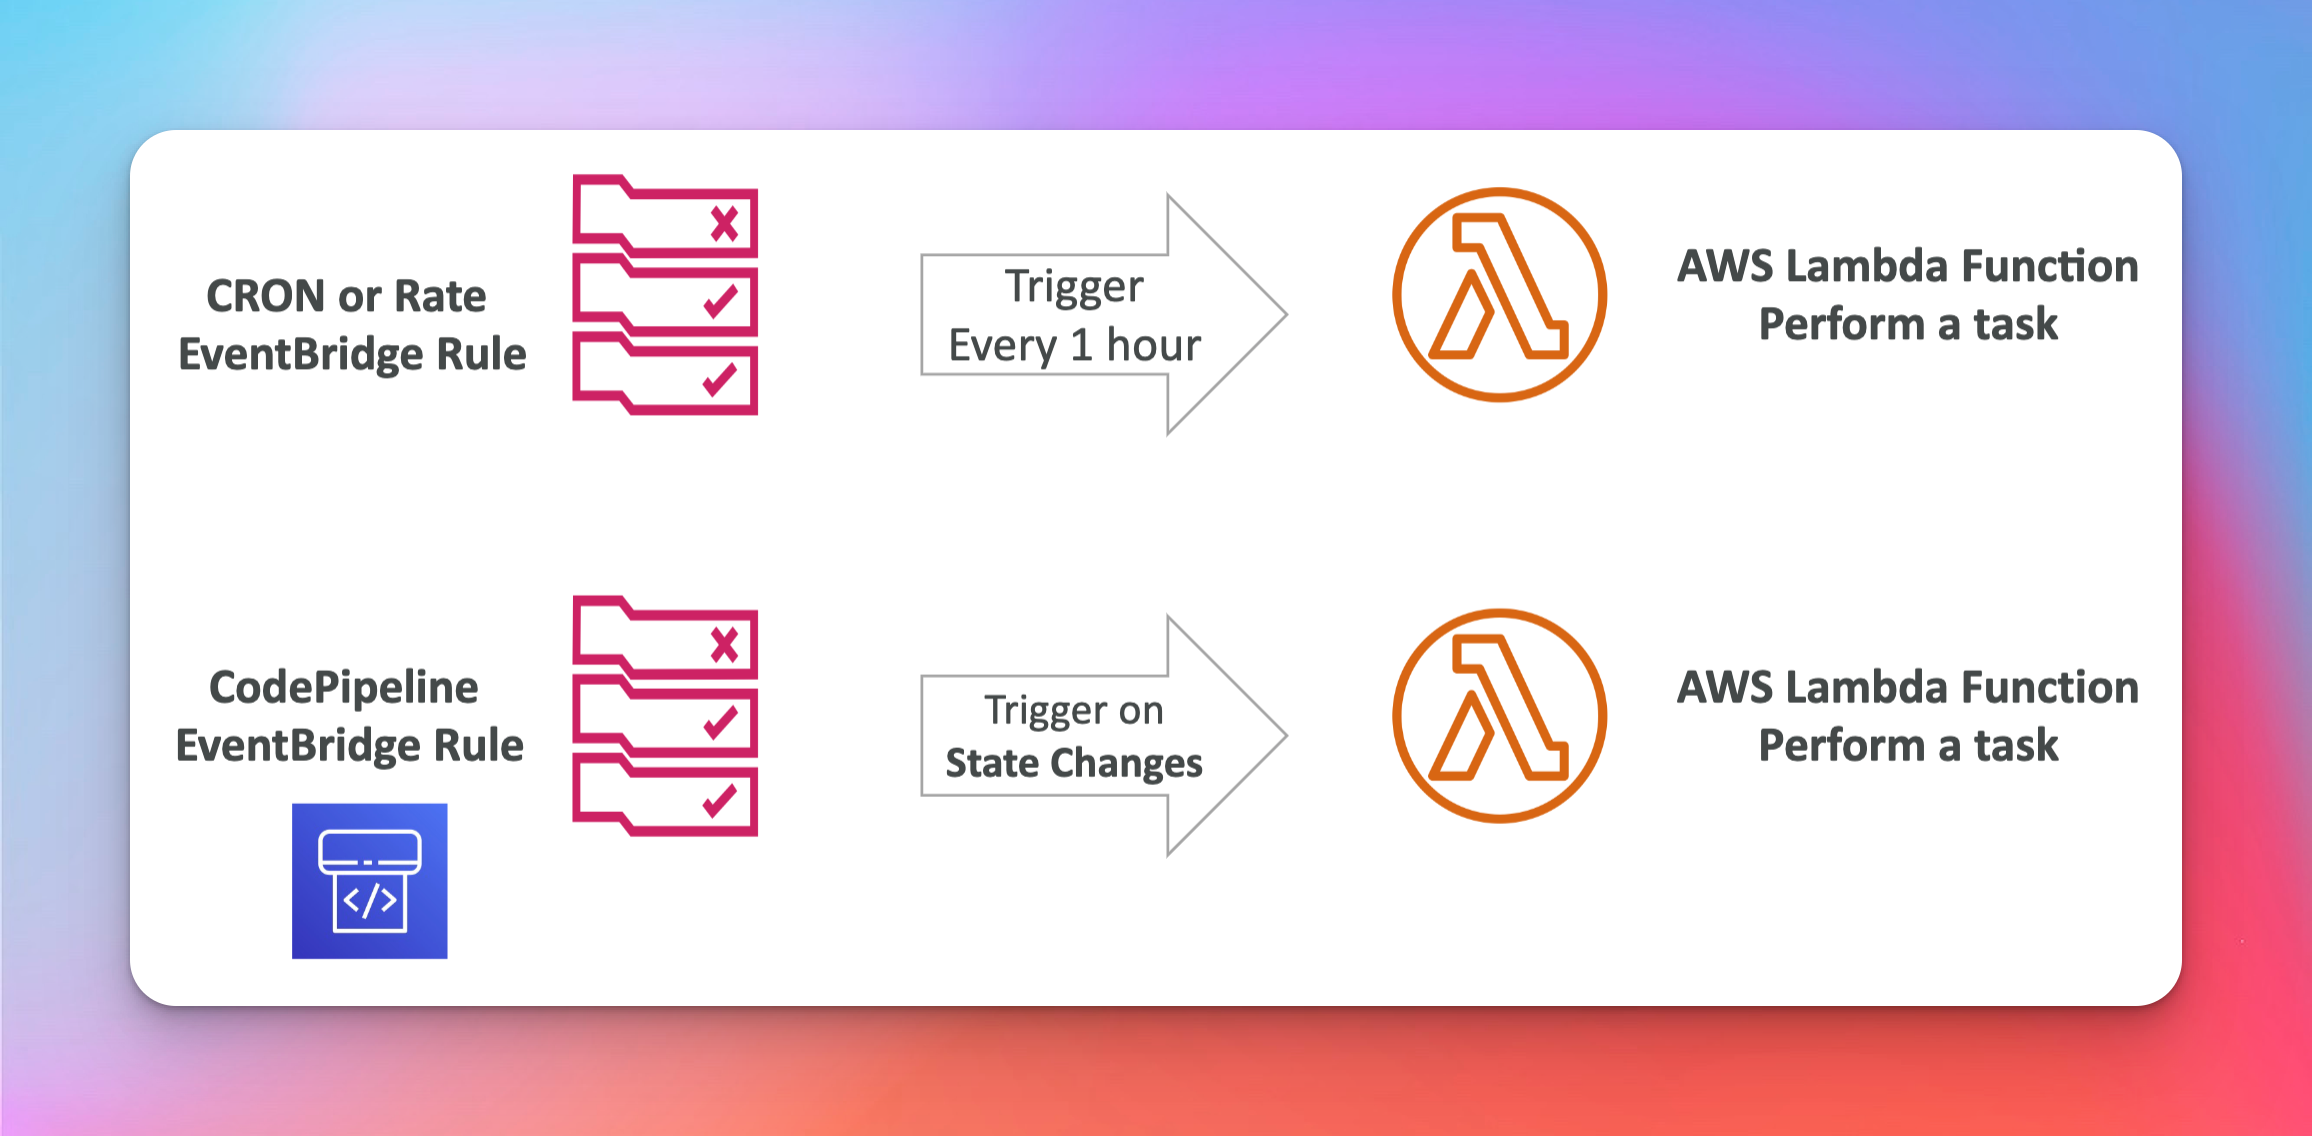 CRON or Rate
EventBridge Rule
Trigger
Every 1 hour
AWS Lambda Function
Perform a task
CodePipeline
EventBridge Rule
</>
Trigger on
State Changes
AWS Lambda Function
Perform a task